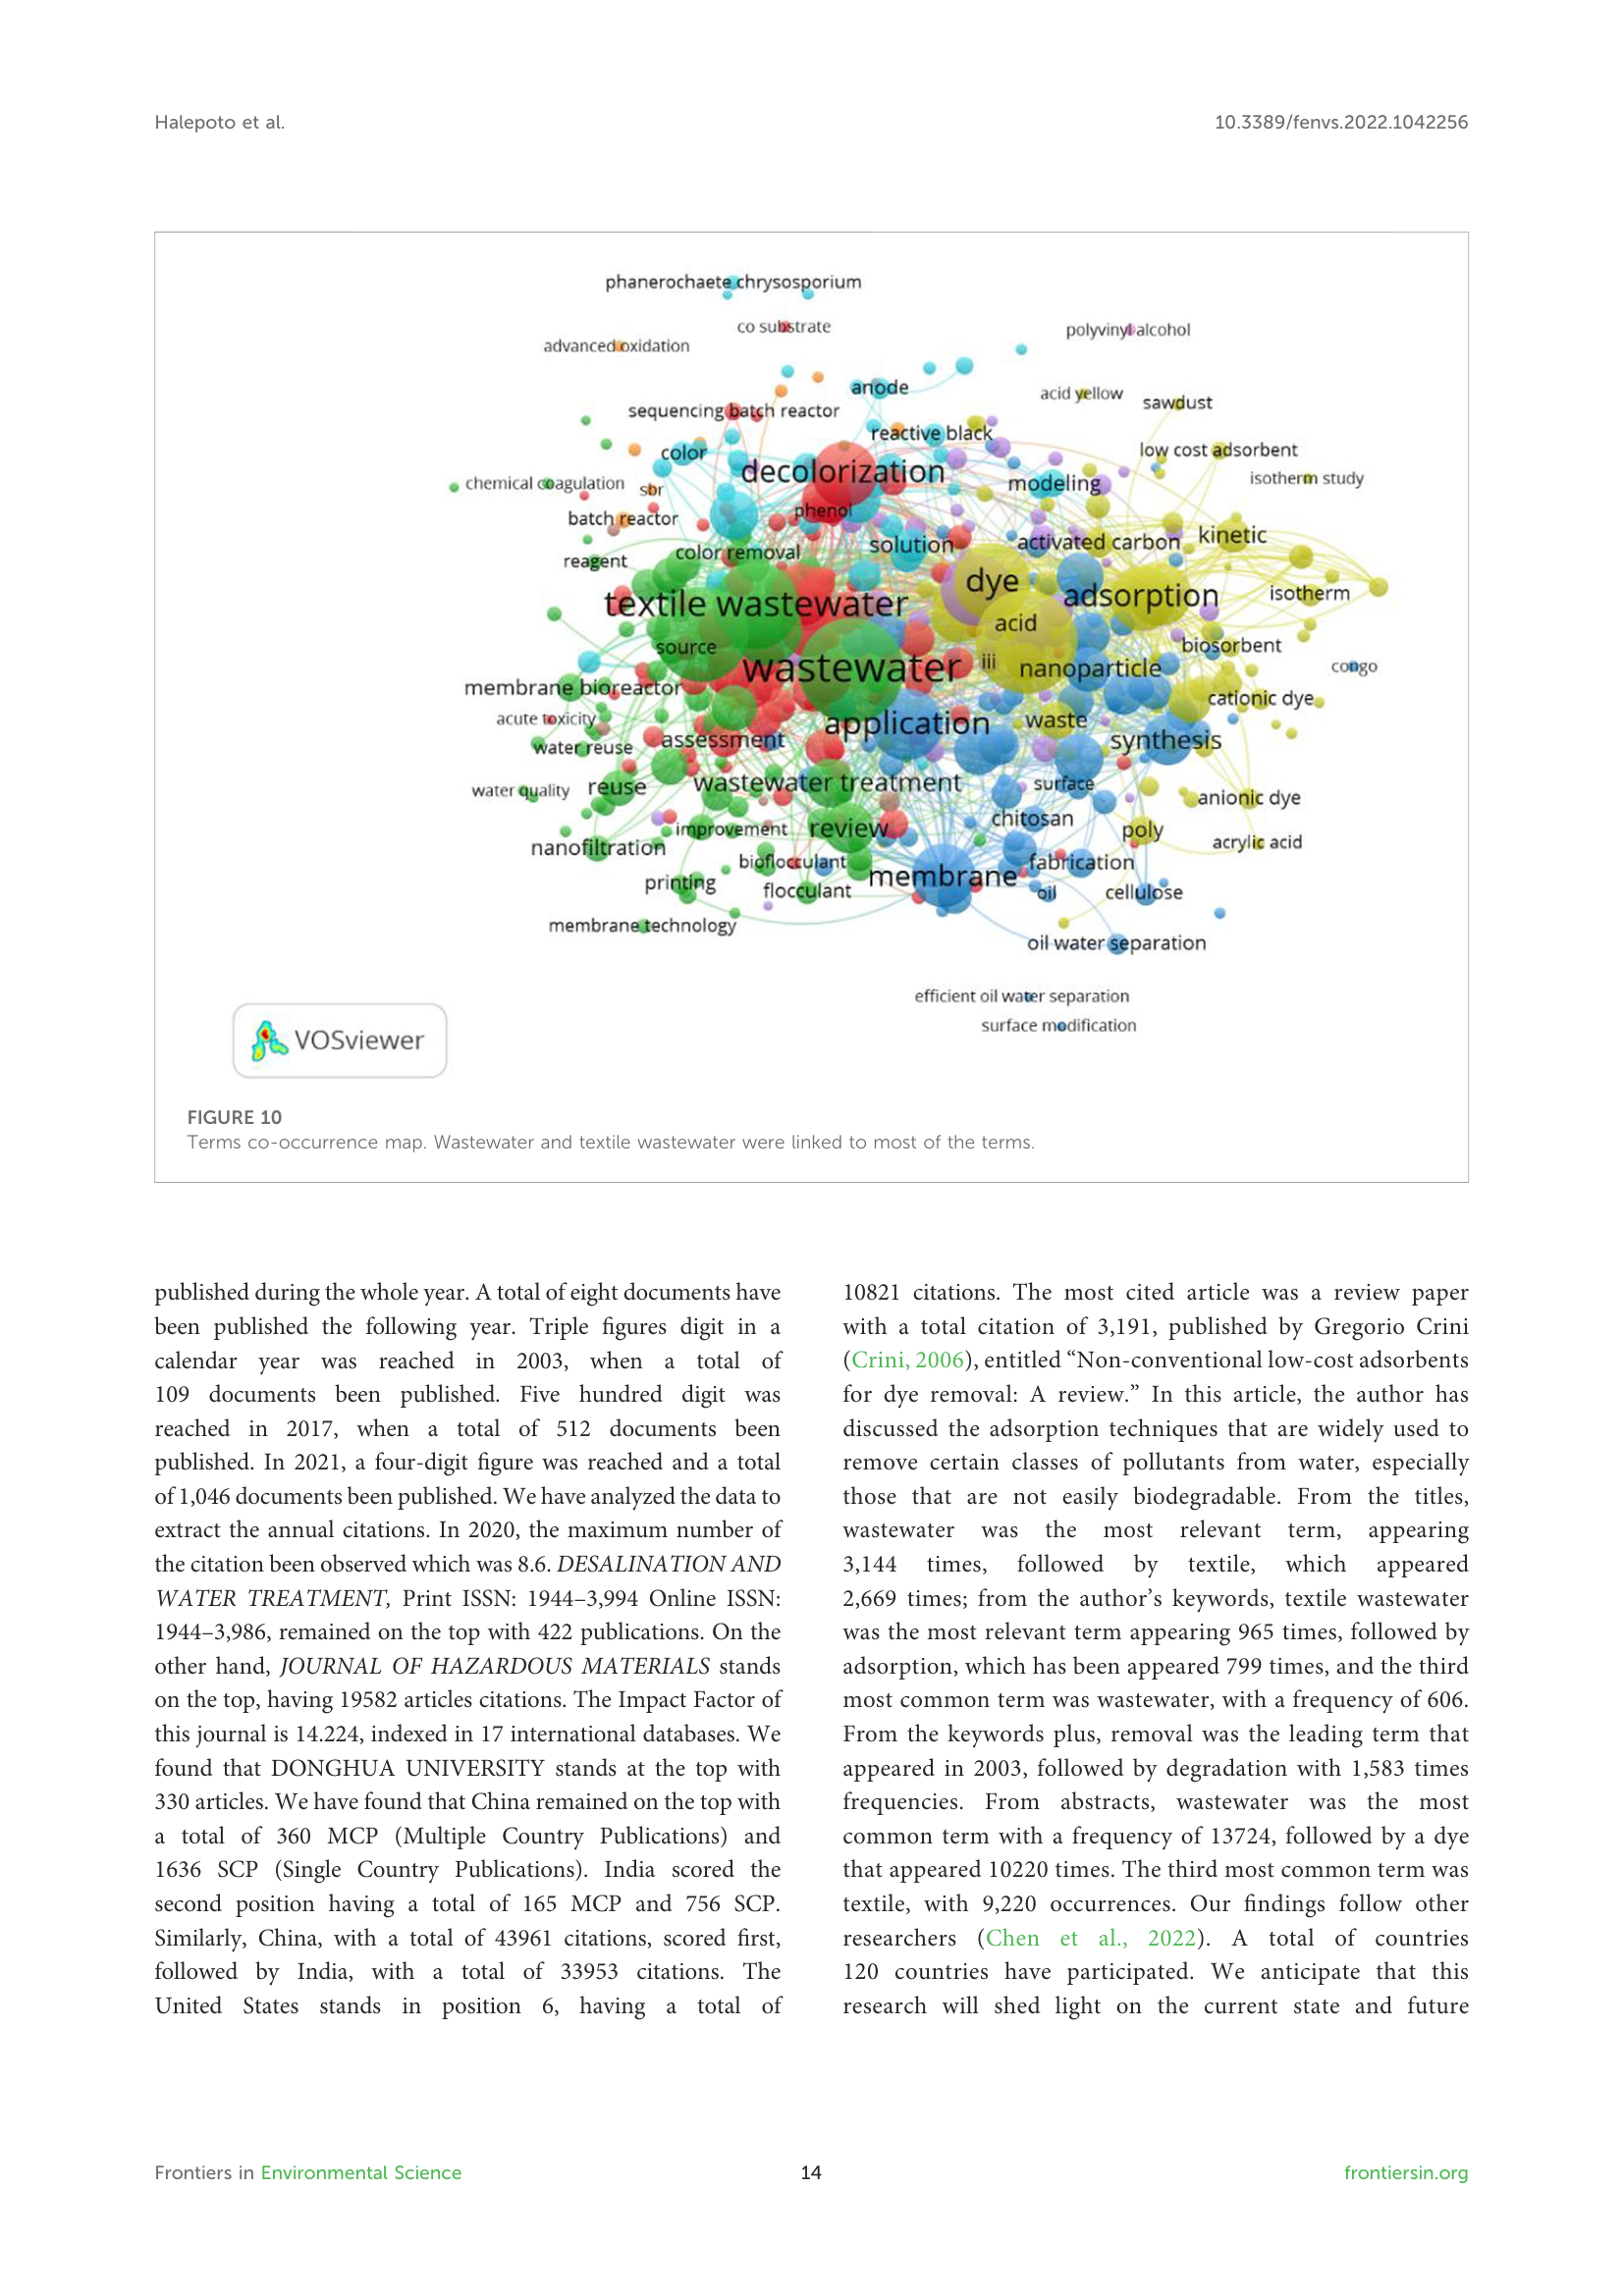 Halepoto et al.
10.3389/fenvs.2022.1042256
phanerochaete chrysosporium
co substrate
polyvinyl alcohol
advanced oxidation
anode
acid yellow
sawdust
sequencing batch reactor
reactive black
color
low cost adsorbent
decolorization
isotherm study
chemical coagulation
sbr
modeling
phenol
batch reactor
kinetic
activated carbon
solution
color removal
reagent
dye
isotherm
adsorption
textile wastewater
acid
source
biosorbent
iii
wastewater
nanoparticle
congo
membrane bioreactor
cationic dye
acute toxicity
application
waste
water reuse
assessment
synthesis
wastewater treatment
surface
reuse
water quality
anionic dye
chitosan
improvement
review
poly
acrylic acid
nanofiltration
bioflocculant
fabrication
membrane
printing
flocculant
oil
cellulose
membrane technology
oil water separation
efficient oil water separation
surface modification
VOSviewer
FIGURE 10
Terms co-occurrence map. Wastewater and textile wastewater were linked to most of the terms.
published during the whole year. A total of eight documents have
been published the following year. Triple figures digit in a
calendar year was reached in 2003, when a total of
109 documents been published. Five hundred digit was
reached in 2017, when a total of 512 documents been
published. In 2021, a four-digit figure was reached and a total
of 1,046 documents been published. We have analyzed the data to
extract the annual citations. In 2020, the maximum number of
the citation been observed which was 8.6. DESALINATION AND
WATER TREATMENT, Print ISSN: 1944–3,994 Online ISSN:
1944–3,986, remained on the top with 422 publications. On the
other hand, JOURNAL OF HAZARDOUS MATERIALS stands
on the top, having 19582 articles citations. The Impact Factor of
this journal is 14.224, indexed in 17 international databases. We
found that DONGHUA UNIVERSITY stands at the top with
330 articles. We have found that China remained on the top with
a total of 360 MCP (Multiple Country Publications) and
1636 SCP (Single Country Publications). India scored the
second position having a total of 165 MCP and 756 SCP.
Similarly, China, with a total of 43961 citations, scored first,
followed by India, with a total of 33953 citations. The
United States stands in position 6, having a total of
10821 citations. The most cited article was a review paper
with a total citation of 3,191, published by Gregorio Crini
(Crini, 2006), entitled “Non-conventional low-cost adsorbents
for dye removal: A review.” In this article, the author has
discussed the adsorption techniques that are widely used to
remove certain classes of pollutants from water, especially
those that are not easily biodegradable. From the titles,
wastewater was the most relevant term, appearing
3,144 times, followed by textile, which appeared
2,669 times; from the author’s keywords, textile wastewater
was the most relevant term appearing 965 times, followed by
adsorption, which has been appeared 799 times, and the third
most common term was wastewater, with a frequency of 606.
From the keywords plus, removal was the leading term that
appeared in 2003, followed by degradation with 1,583 times
frequencies. From abstracts, wastewater was the most
common term with a frequency of 13724, followed by a dye
that appeared 10220 times. The third most common term was
textile, with 9,220 occurrences. Our findings follow other
researchers (Chen et al., 2022). A total of countries
120 countries have participated. We anticipate that this
research will shed light on the current state and future
Frontiers in Environmental Science
14
frontiersin.org